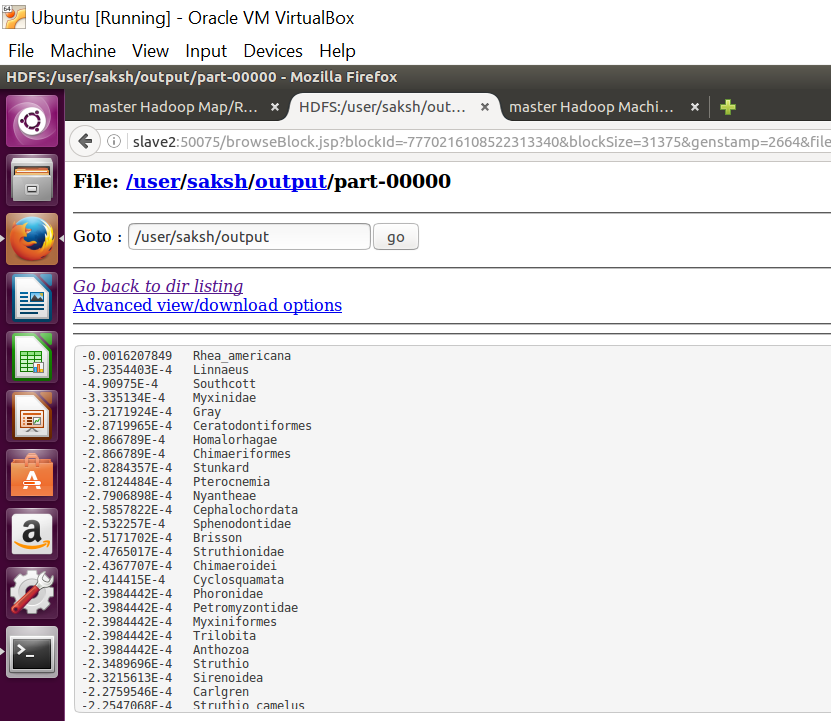 Ubuntu [Running] - Oracle VM VirtualBox
File Machine View Input Devices Help
HDFS:/user/saksh/output/part-00000 - Mozilla Firefox
master Hadoop Map/R... × HDFS:/user/saksh/out... × master Hadoop Machi... ×
slave2:50075/browseBlock.jsp?blockId=-7770216108522313340&blockSize=31375&genstamp=2664&file
File: /user/saksh/output/part-00000
Goto : /user/saksh/output go
Go back to dir listing
Advanced view/download options
-0.0016207849 Rhea_americana
-5.2354403E-4 Linnaeus
-4.90975E-4 Southcott
-3.335134E-4 Myxinidae
-3.2171924E-4 Gray
-2.8719965E-4 Ceratodontiformes
-2.866789E-4 Homalorhagae
-2.866789E-4 Chimaeriformes
-2.8284357E-4 Stunkard
-2.8124484E-4 Pterocnemia
-2.7906898E-4 Nyantheae
-2.5857822E-4 Cephalochordata
-2.532257E-4 Sphenodontidae
-2.5171702E-4 Brisson
-2.4765017E-4 Struthionidae
-2.4367707E-4 Chimaeroidei
-2.414415E-4 Cyclosquamata
-2.3984442E-4 Phoronidae
-2.3984442E-4 Petromyzontidae
-2.3984442E-4 Myxiniformes
-2.3984442E-4 Trilobita
-2.3984442E-4 Anthozoa
-2.3489696E-4 Struthio
-2.3215613E-4 Sirenoidea
-2.2759546E-4 Carlgren
-2.2547068E-4 Struthio_camelus